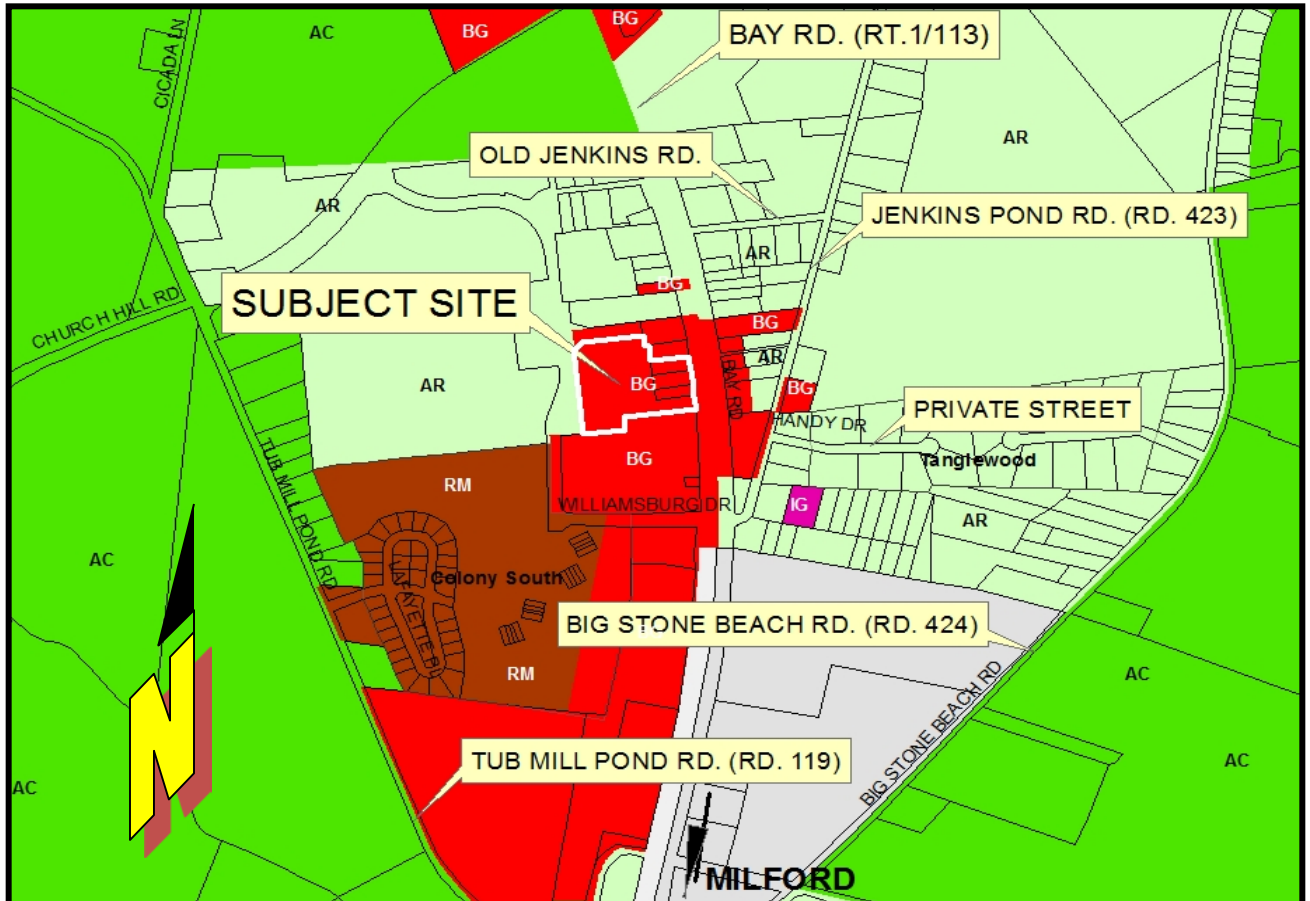 AC
BG
BG
BAY RD. (RT.1/113)
CICADA LN
OLD JENKINS RD.
AR
AR
JENKINS POND RD. (RD. 423)
AR
BG
SUBJECT SITE
CHURCH HILL RD
BG
AR
AR
BG
BAY RD
BG
PRIVATE STREET
HANDY DR
BG
Tanglewood
TUB MILL POND RD
RM
WILLIAMSBURG DR
IG
AR
AC
Colony South
LAFAYETTE PL
BIG STONE BEACH RD. (RD. 424)
RM
AC
BIG STONE BEACH RD
TUB MILL POND RD. (RD. 119)
AC
AC
N
MILFORD